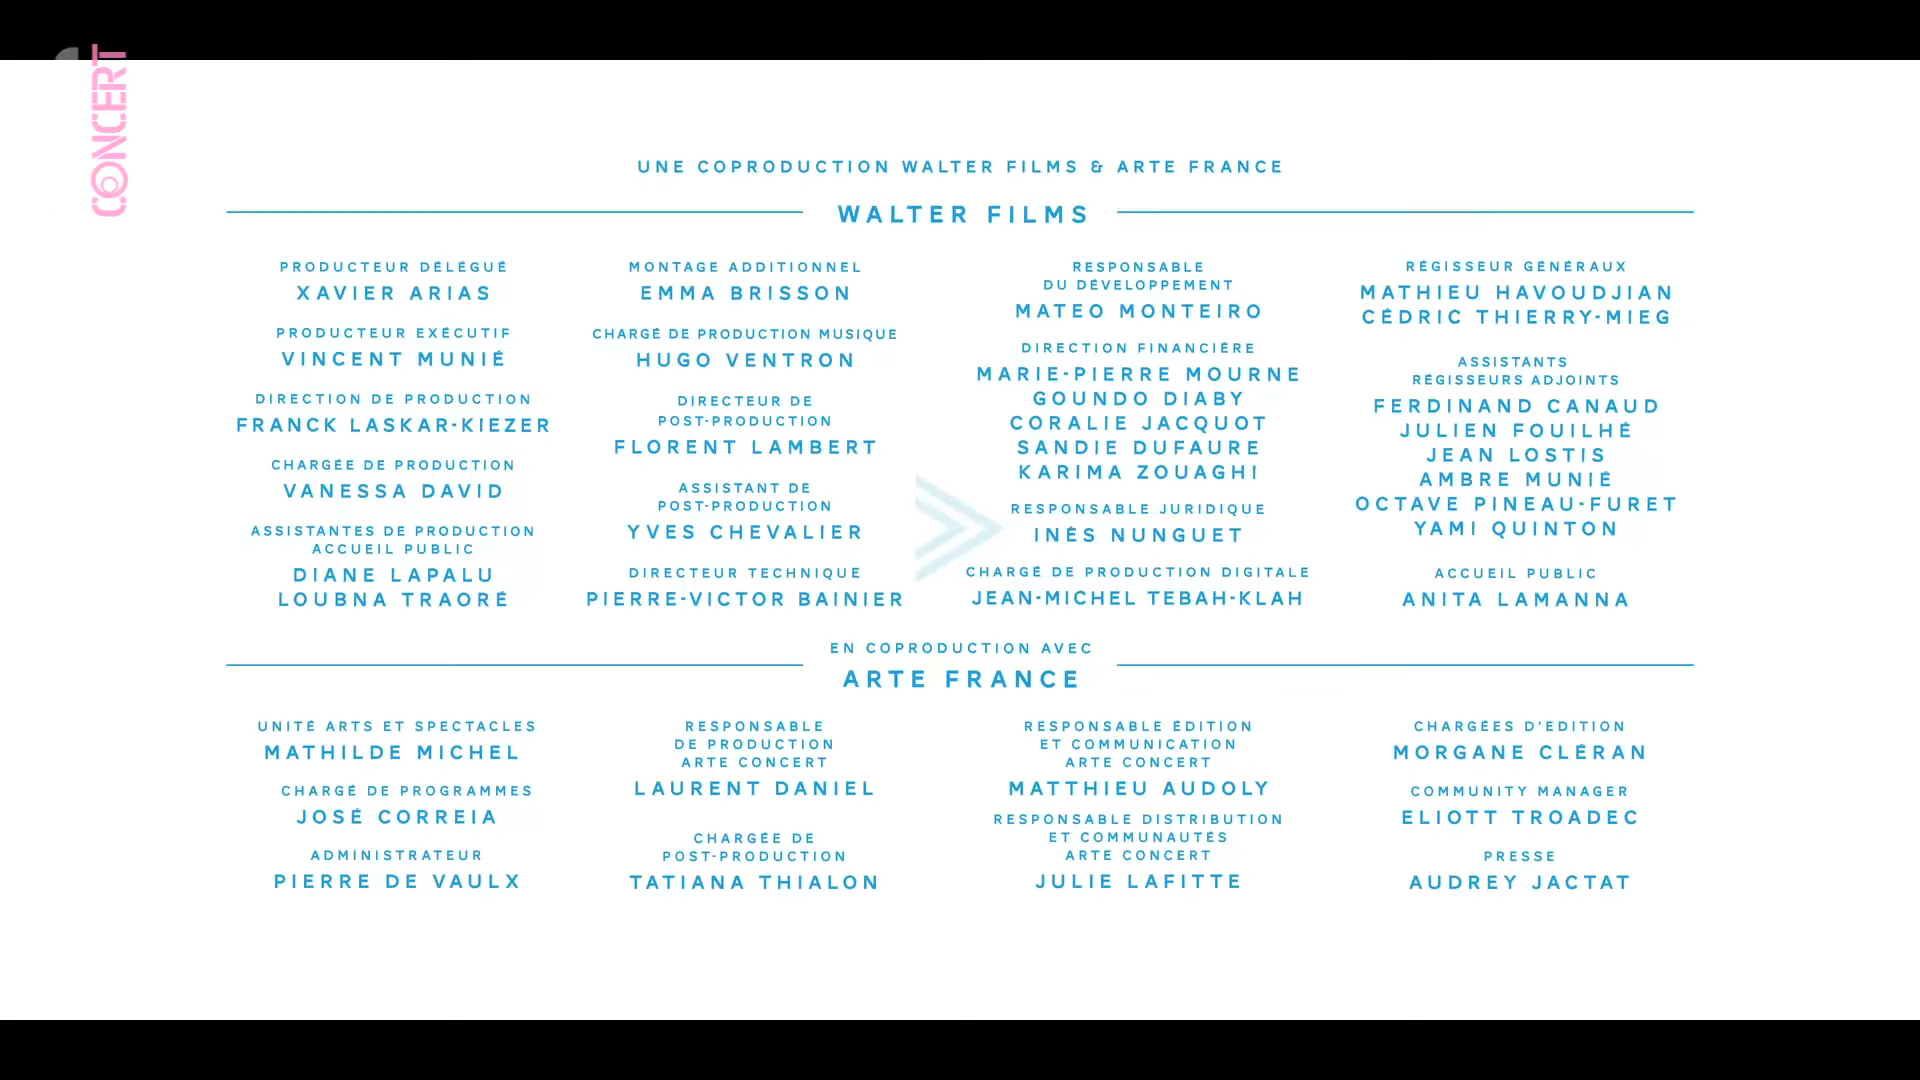 CONCERT
UNE COPRODUCTION WALTER FILMS & ARTE FRANCE
WALTER FILMS
PRODUCTEUR DÉLÉGUÉ
XAVIER ARIAS
PRODUCTEUR EXÉCUTIF
VINCENT MUNIÉ
DIRECTION DE PRODUCTION
FRANCK LASKAR-KIEZER
CHARGÉE DE PRODUCTION
VANESSA DAVID
ASSISTANTES DE PRODUCTION
ACCUEIL PUBLIC
DIANE LAPALU
LOUBNA TRAORÉ
MONTAGE ADDITIONNEL
EMMA BRISSON
CHARGÉ DE PRODUCTION MUSIQUE
HUGO VENTRON
DIRECTEUR DE
POST-PRODUCTION
FLORENT LAMBERT
ASSISTANT DE
POST-PRODUCTION
YVES CHEVALIER
DIRECTEUR TECHNIQUE
PIERRE-VICTOR BAINIER
RESPONSABLE
DU DÉVELOPPEMENT
MATEO MONTEIRO
DIRECTION FINANCIÈRE
MARIE-PIERRE MOURNE
GOUNDO DIABY
CORALIE JACQUOT
SANDIE DUFAURE
KARIMA ZOUAGHI
RESPONSABLE JURIDIQUE
INÈS NUNGUET
CHARGÉ DE PRODUCTION DIGITALE
JEAN-MICHEL TEBAH-KLAH
RÉGISSEUR GÉNÉRAUX
MATHIEU HAVOUDJIAN
CÉDRIC THIERRY-MIEG
ASSISTANTS
RÉGISSEURS ADJOINTS
FERDINAND CANAUD
JULIEN FOUILHÉ
JEAN LOSTIS
AMBRE MUNIÉ
OCTAVE PINEAU-FURET
YAMI QUINTON
ACCUEIL PUBLIC
ANITA LAMANNA
EN COPRODUCTION AVEC
ARTE FRANCE
UNITÉ ARTS ET SPECTACLES
MATHILDE MICHEL
CHARGÉ DE PROGRAMMES
JOSÉ CORREIA
ADMINISTRATEUR
PIERRE DE VAULX
RESPONSABLE
DE PRODUCTION
ARTE CONCERT
LAURENT DANIEL
CHARGÉE DE
POST-PRODUCTION
TATIANA THIALON
RESPONSABLE ÉDITION
ET COMMUNICATION
ARTE CONCERT
MATTHIEU AUDOLY
RESPONSABLE DISTRIBUTION
ET COMMUNAUTÉS
ARTE CONCERT
JULIE LAFITTE
CHARGÉES D'EDITION
MORGANE CLÉRAN
COMMUNITY MANAGER
ELIOTT TROADEC
PRESSE
AUDREY JACTAT